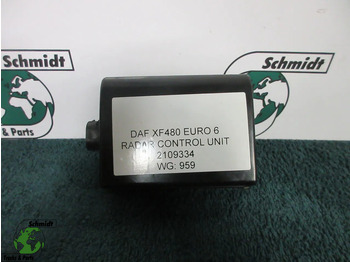 Schmidt
s & Parts
DAF XF480 EURO 6
RADAR CONTROL UNIT
2109334
WG: 959
Schmidt